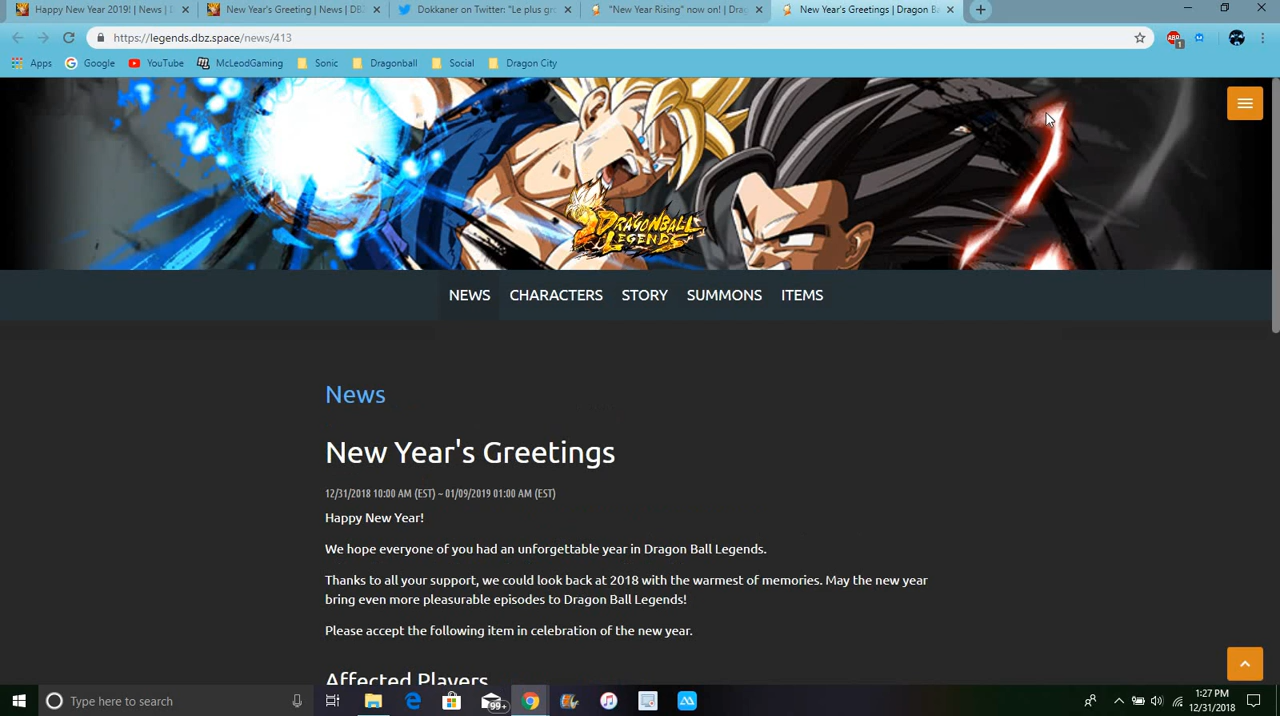 Happy New Year 2019! | News | D
New Year's Greeting | News | DB
Dokkaner on Twitter: "Le plus gr
"New Year Rising" now on! | Drag
New Year's Greetings | Dragon Ba
https://legends.dbz.space/news/413
ABP
1
Apps
Google
YouTube
McLeodGaming
Sonic
Dragonball
Social
Dragon City
DRAGONBALL
LEGENDS
NEWS
CHARACTERS
STORY
SUMMONS
ITEMS
News
New Year's Greetings
12/31/2018 10:00 AM (EST) ~ 01/09/2019 01:00 AM (EST)
Happy New Year!
We hope everyone of you had an unforgettable year in Dragon Ball Legends.
Thanks to all your support, we could look back at 2018 with the warmest of memories. May the new year
bring even more pleasurable episodes to Dragon Ball Legends!
Please accept the following item in celebration of the new year.
Affected Players
Type here to search
99+
1:27 PM
12/31/2018